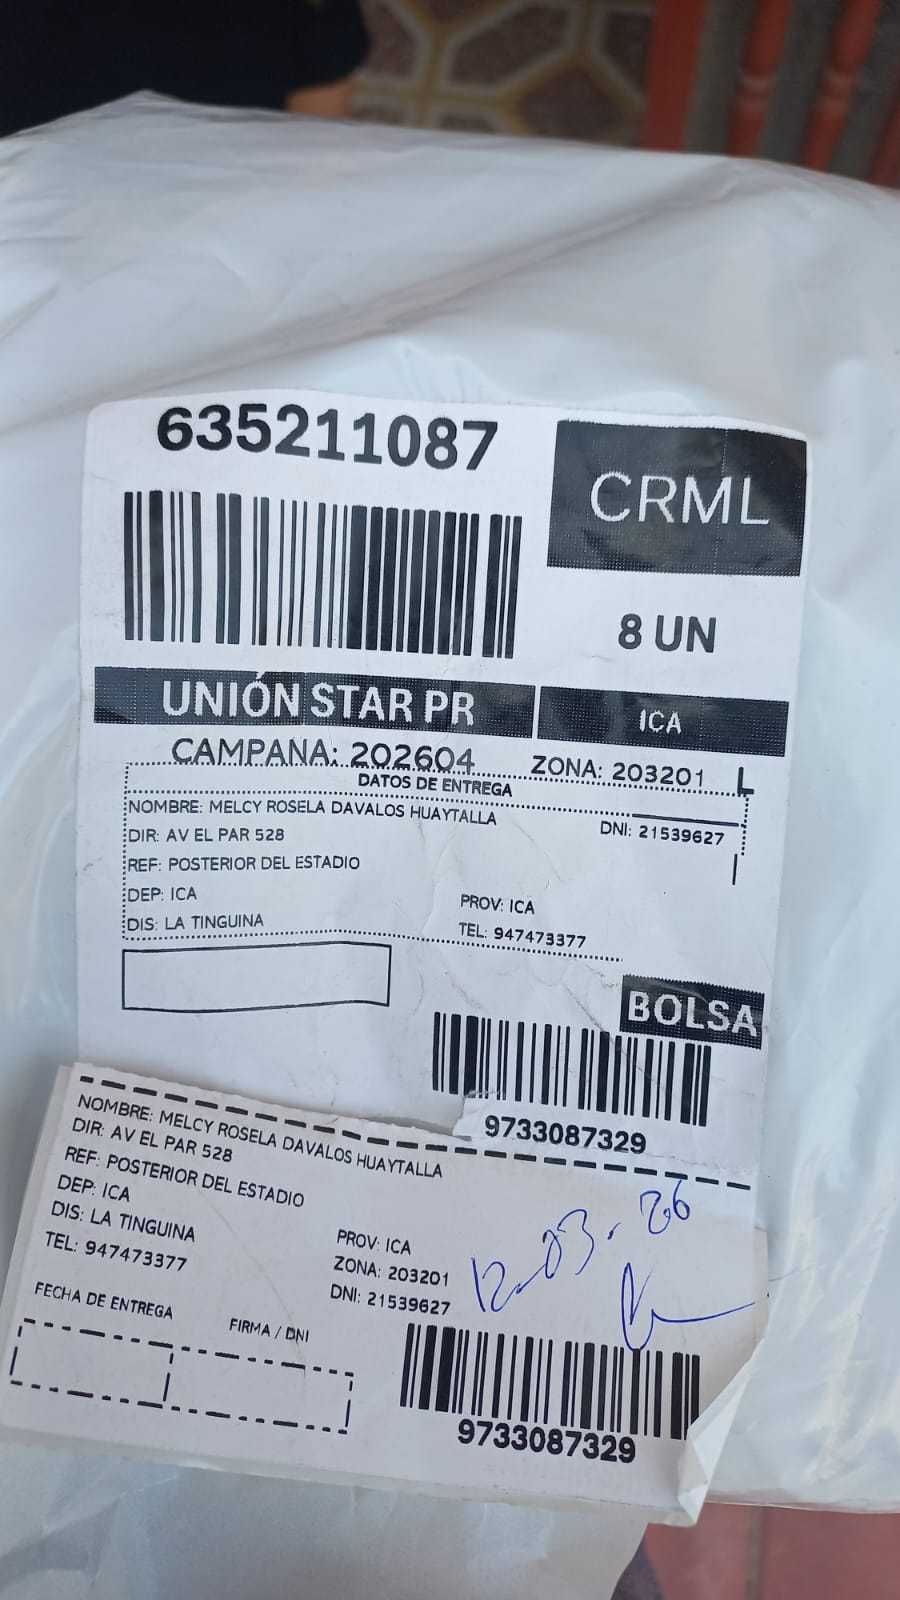 635211087
CRML
8 UN
UNIÓN STAR PR
ICA
CAMPANA: 202604
ZONA: 203201
L
DATOS DE ENTREGA
NOMBRE: MELCY ROSELA DAVALOS HUAYTALLA
DNI: 21539627
DIR: AV EL PAR 528
REF: POSTERIOR DEL ESTADIO
DEP: ICA
PROV: ICA
DIS: LA TINGUINA
TEL: 947473377
BOLSA
9733087329
NOMBRE: MELCY ROSELA DAVALOS HUAYTALLA
DIR: AV EL PAR 528
REF: POSTERIOR DEL ESTADIO
DEP: ICA
PROV: ICA
DIS: LA TINGUINA
ZONA: 203201
TEL: 947473377
DNI: 21539627
12-03-26
FECHA DE ENTREGA
FIRMA / DNI
9733087329